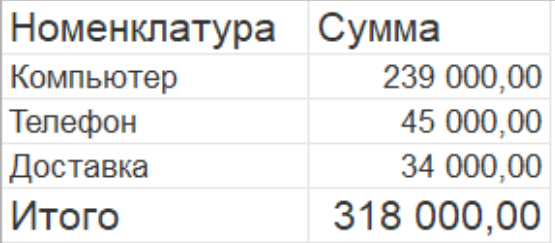 Номенклатура Сумма
Компьютер 239 000,00
Телефон 45 000,00
Доставка 34 000,00
Итого 318 000,00